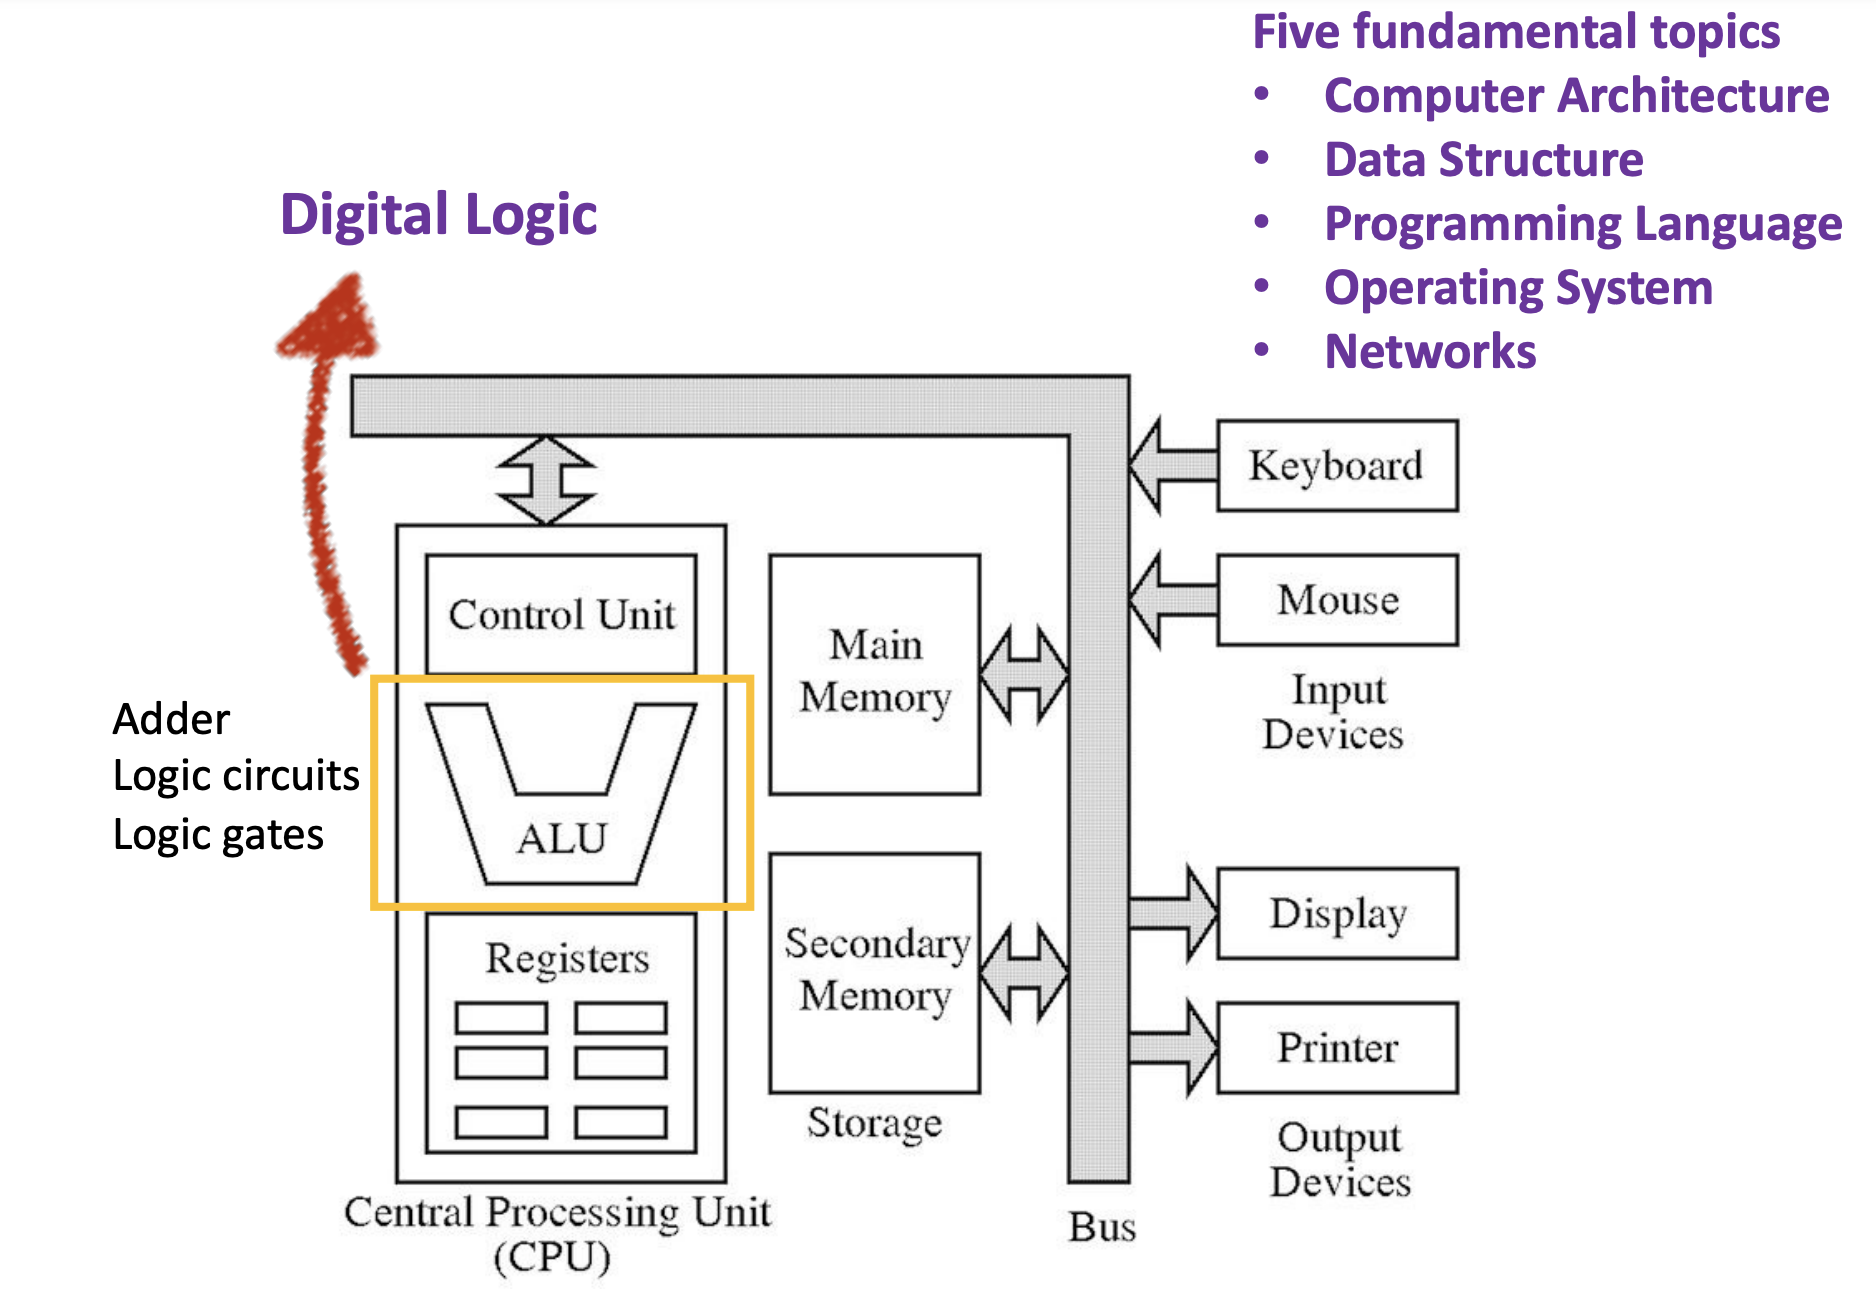 Five fundamental topics
• Computer Architecture
• Data Structure
• Programming Language
• Operating System
• Networks
Digital Logic
Keyboard
Mouse
Input
Devices
Control Unit
Main
Memory
Adder
Logic circuits
Logic gates
ALU
Display
Registers
Secondary
Memory
Printer
Storage
Output
Devices
Central Processing Unit
(CPU)
Bus